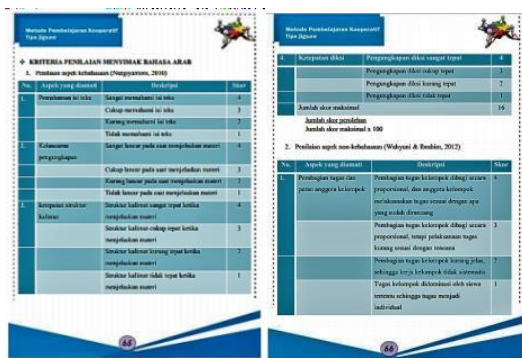 Metode Pembelajaran Kooperatif
Tipe Jigsaw
KRITERIA PENILAIAN MENYIMAK BAHASA ARAB
1. Penilaian aspek kebahasaan (Nurgiyantoro, 2010)
No. Aspek yang diamati Deskripsi Skor
1. Pemahaman isi teks Sangat memahami isi teks 4
Cukup memahami isi teks 3
Kurang memahami isi teks 2
Tidak memahami isi teks 1
2. Kelancaran Sangat lancar pada saat menjelaskan materi 4
pengungkapan
Cukup lancar pada saat menjelaskan materi 3
Kurang lancar pada saat menjelaskan materi 2
Tidak lancar pada saat menjelaskan materi 1
3. Ketepatan struktur Struktur kalimat sangat tepat ketika 4
kalimat menjelaskan materi
Struktur kalimat cukup tepat ketika 3
menjelaskan materi
Struktur kalimat kurang tepat ketika 2
menjelaskan materi
Struktur kalimat tidak tepat ketika 1
menjelaskan materi
65
Metode Pembelajaran Kooperatif
Tipe Jigsaw
4. Ketepatan diksi Pengungkapan diksi sangat tepat 4
Pengungkapan diksi cukup tepat 3
Pengungkapan diksi kurang tepat 2
Pengungkapan diksi tidak tepat 1
Jumlah skor maksimal 16
Jumlah skor perolehan
Jumlah skor maksimal x 100
2. Penilaian aspek non-kebahasaan (Wahyuni & Ibrahim, 2012)
No. Aspek yang diamati Deskripsi Skor
1. Pembagian tugas dan Pembagian tugas kelompok dibagi secara 4
peran anggota kelompok proporsional, dan anggota kelompok
melaksanakan tugas sesuai dengan apa
yang sudah dirancang
Pembagian tugas kelompok dibagi secara 3
proporsional, tetapi pelaksanaan tugas
kurang sesuai dengan rencana
Pembagian tugas kelompok kurang jelas, 2
sehingga kerja kelompok tidak sistematis
Tugas kelompok didominasi oleh siswa 1
tertentu sehingga tugas menjadi
individual
66